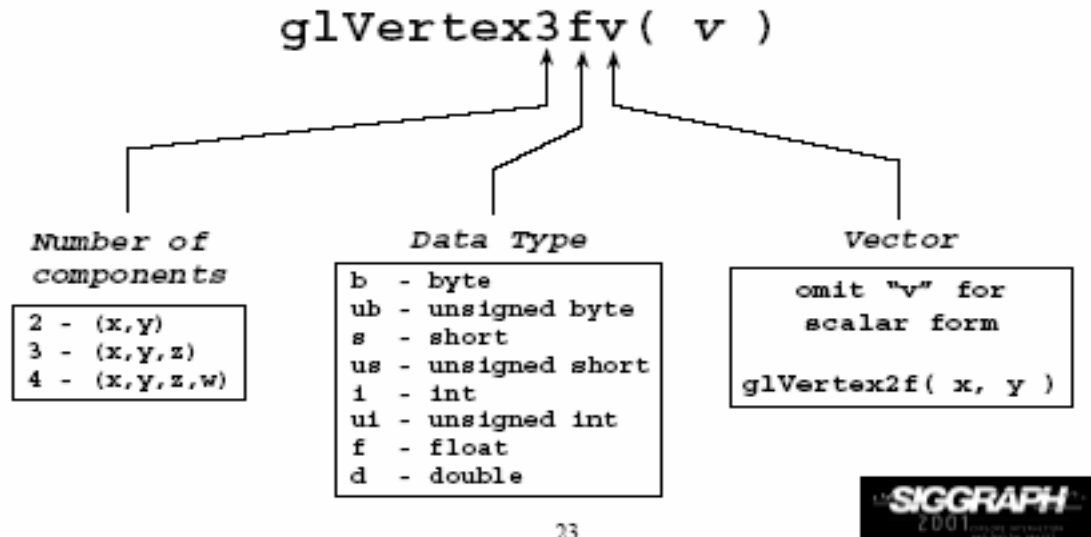 glVertex3fv( v )
Number of
components
2 - (x,y)
3 - (x,y,z)
4 - (x,y,z,w)
Data Type
b - byte
ub - unsigned byte
s - short
us - unsigned short
i - int
ui - unsigned int
f - float
d - double
Vector
omit "v" for
scalar form
glVertex2f( x, y )
23
SIGGRAPH
2001